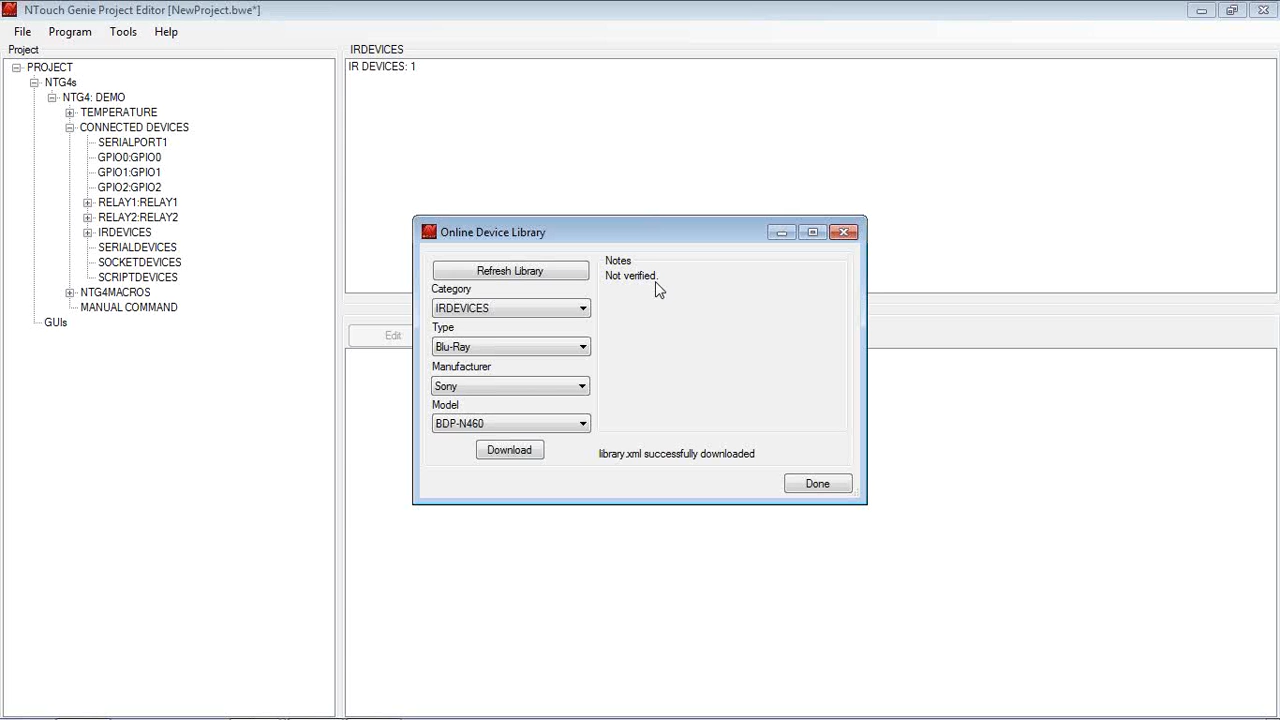 NTouch Genie Project Editor [NewProject.bwe*]
File Program Tools Help
Project
PROJECT
NTG4s
NTG4: DEMO
TEMPERATURE
CONNECTED DEVICES
SERIALPORT1
GPIO0:GPIO0
GPIO1:GPIO1
GPIO2:GPIO2
RELAY1:RELAY1
RELAY2:RELAY2
IRDEVICES
SERIALDEVICES
SOCKETDEVICES
SCRIPTDEVICES
NTG4MACROS
MANUAL COMMAND
GUIs
IRDEVICES
IR DEVICES: 1
Edit
Online Device Library
Refresh Library
Category
IRDEVICES
Type
Blu-Ray
Manufacturer
Sony
Model
BDP-N460
Download
Notes
Not verified.
library.xml successfully downloaded
Done